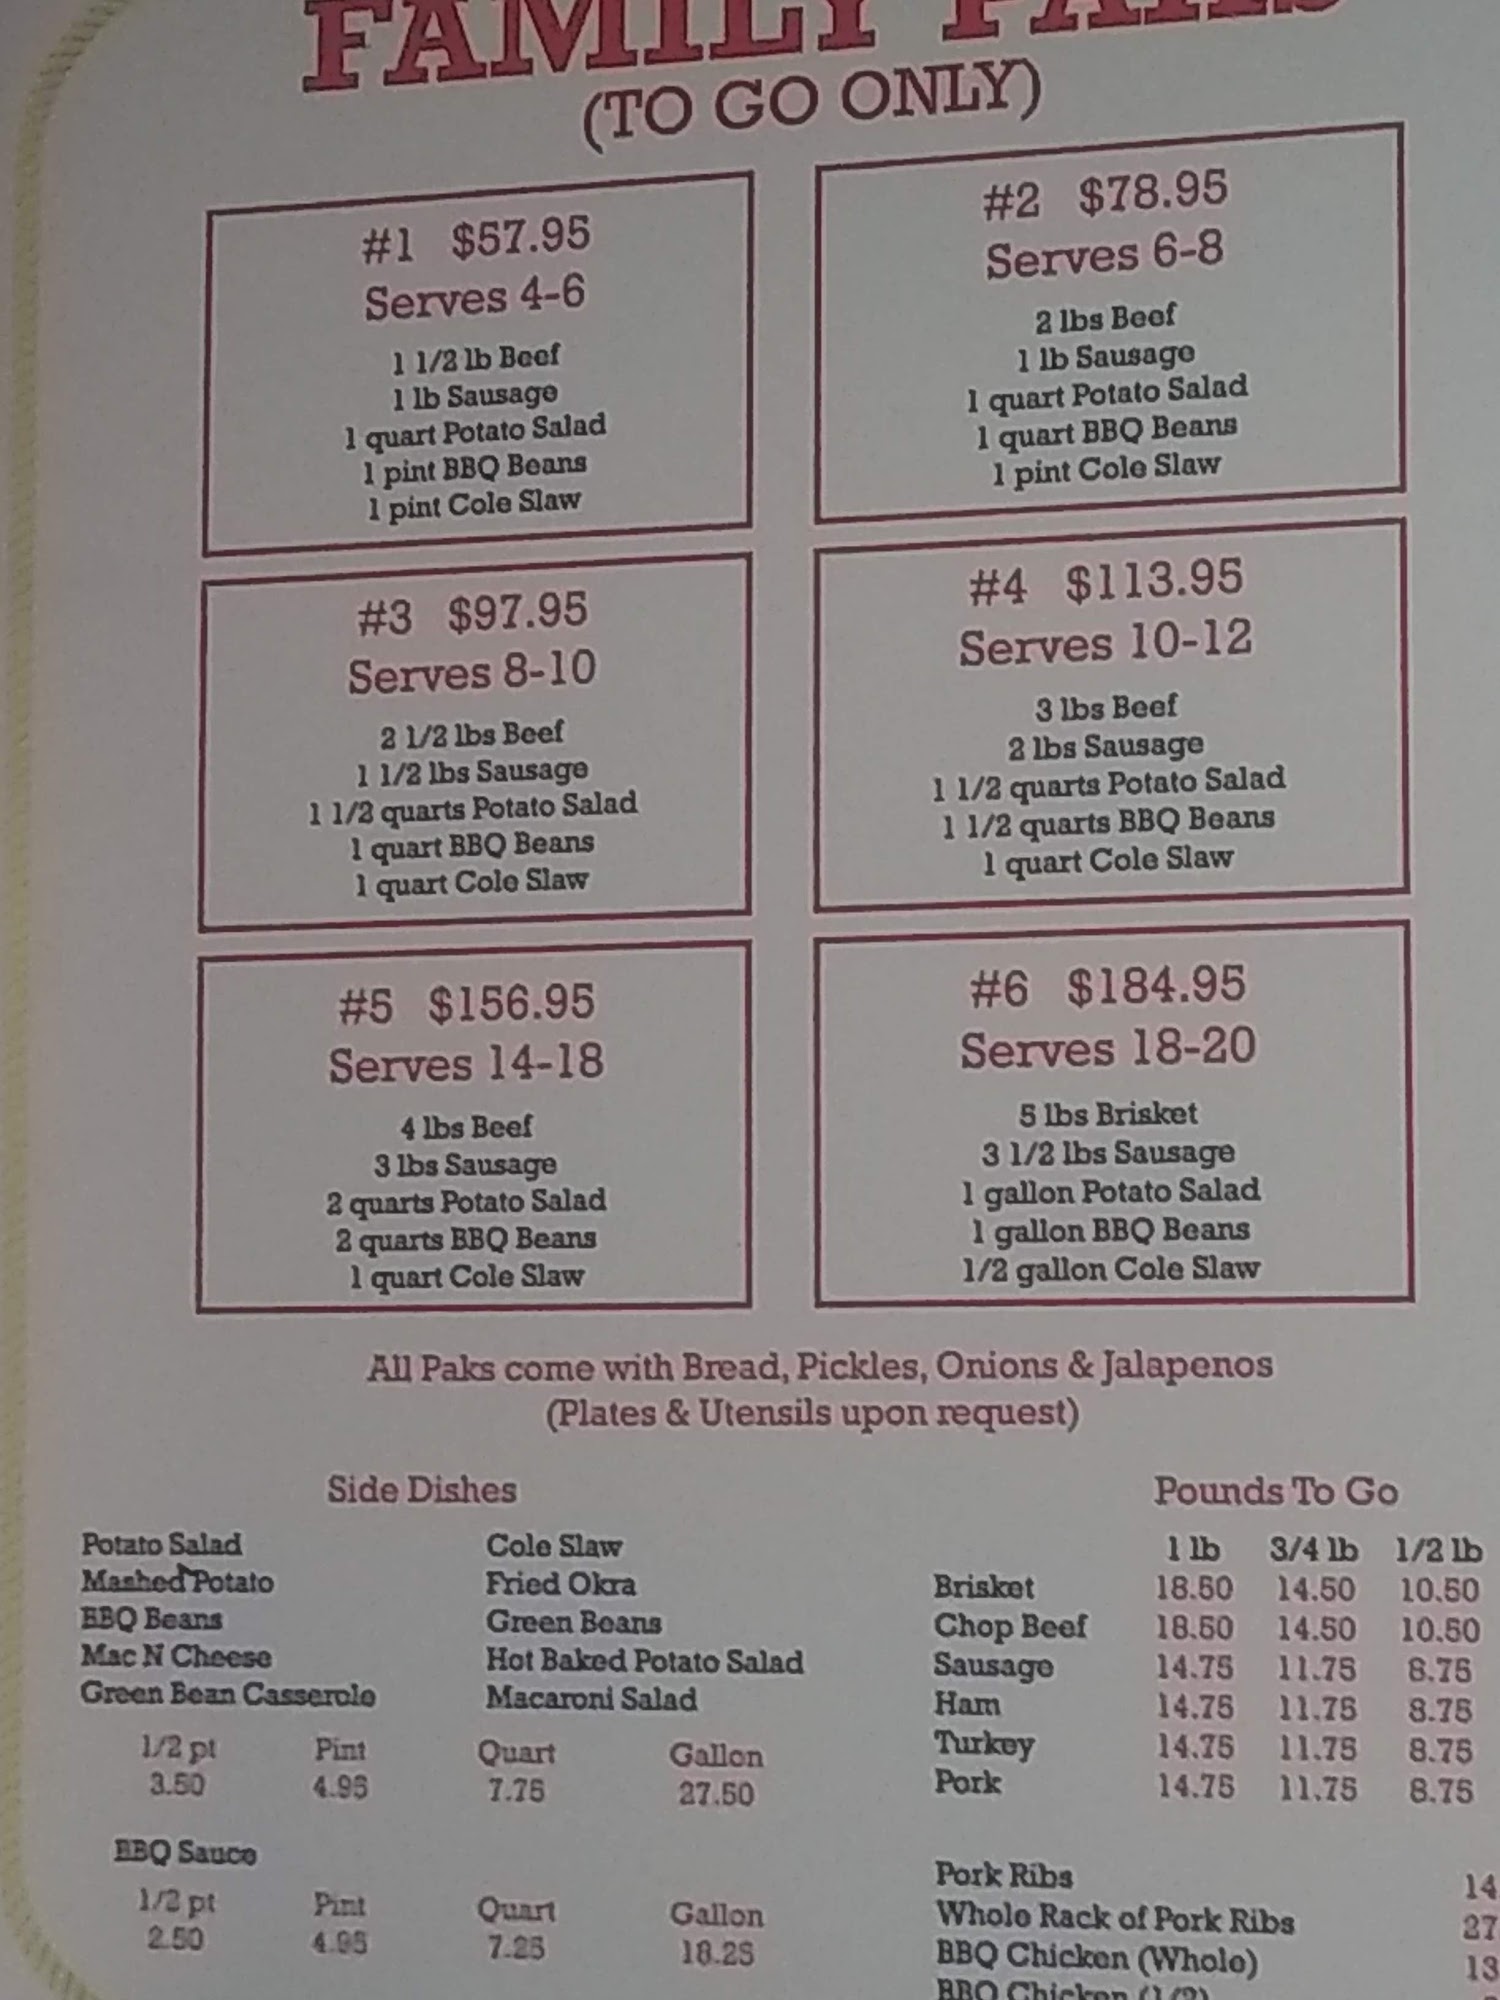 FAMILY PAKS
(TO GO ONLY)
#1 $57.95
Serves 4-6
1 1/2 lb Beef
1 lb Sausage
1 quart Potato Salad
1 pint BBQ Beans
1 pint Cole Slaw
#2 $78.95
Serves 6-8
2 lbs Beef
1 lb Sausage
1 quart Potato Salad
1 quart BBQ Beans
1 pint Cole Slaw
#3 $97.95
Serves 8-10
2 1/2 lbs Beef
1 1/2 lbs Sausage
1 1/2 quarts Potato Salad
1 quart BBQ Beans
1 quart Cole Slaw
#4 $113.95
Serves 10-12
3 lbs Beef
2 lbs Sausage
1 1/2 quarts Potato Salad
1 1/2 quarts BBQ Beans
1 quart Cole Slaw
#5 $156.95
Serves 14-18
4 lbs Beef
3 lbs Sausage
2 quarts Potato Salad
2 quarts BBQ Beans
1 quart Cole Slaw
#6 $184.95
Serves 18-20
5 lbs Brisket
3 1/2 lbs Sausage
1 gallon Potato Salad
1 gallon BBQ Beans
1/2 gallon Cole Slaw
All Paks come with Bread, Pickles, Onions & Jalapenos
(Plates & Utensils upon request)
Side Dishes
Potato Salad Cole Slaw
Mashed Potato Fried Okra
BBQ Beans Green Beans
Mac N Cheese Hot Baked Potato Salad
Green Bean Casserole Macaroni Salad
1/2 pt Pint Quart Gallon
3.50 4.95 7.75 27.50
BBQ Sauce
1/2 pt Pint Quart Gallon
2.50 4.95 7.25 18.25
Pounds To Go
1 lb 3/4 lb 1/2 lb
Brisket 18.50 14.50 10.50
Chop Beef 18.50 14.50 10.50
Sausage 14.75 11.75 8.75
Ham 14.75 11.75 8.75
Turkey 14.75 11.75 8.75
Pork 14.75 11.75 8.75
Pork Ribs 14
Whole Rack of Pork Ribs 27
BBQ Chicken (Whole) 13
BBQ Chicken (1/2)